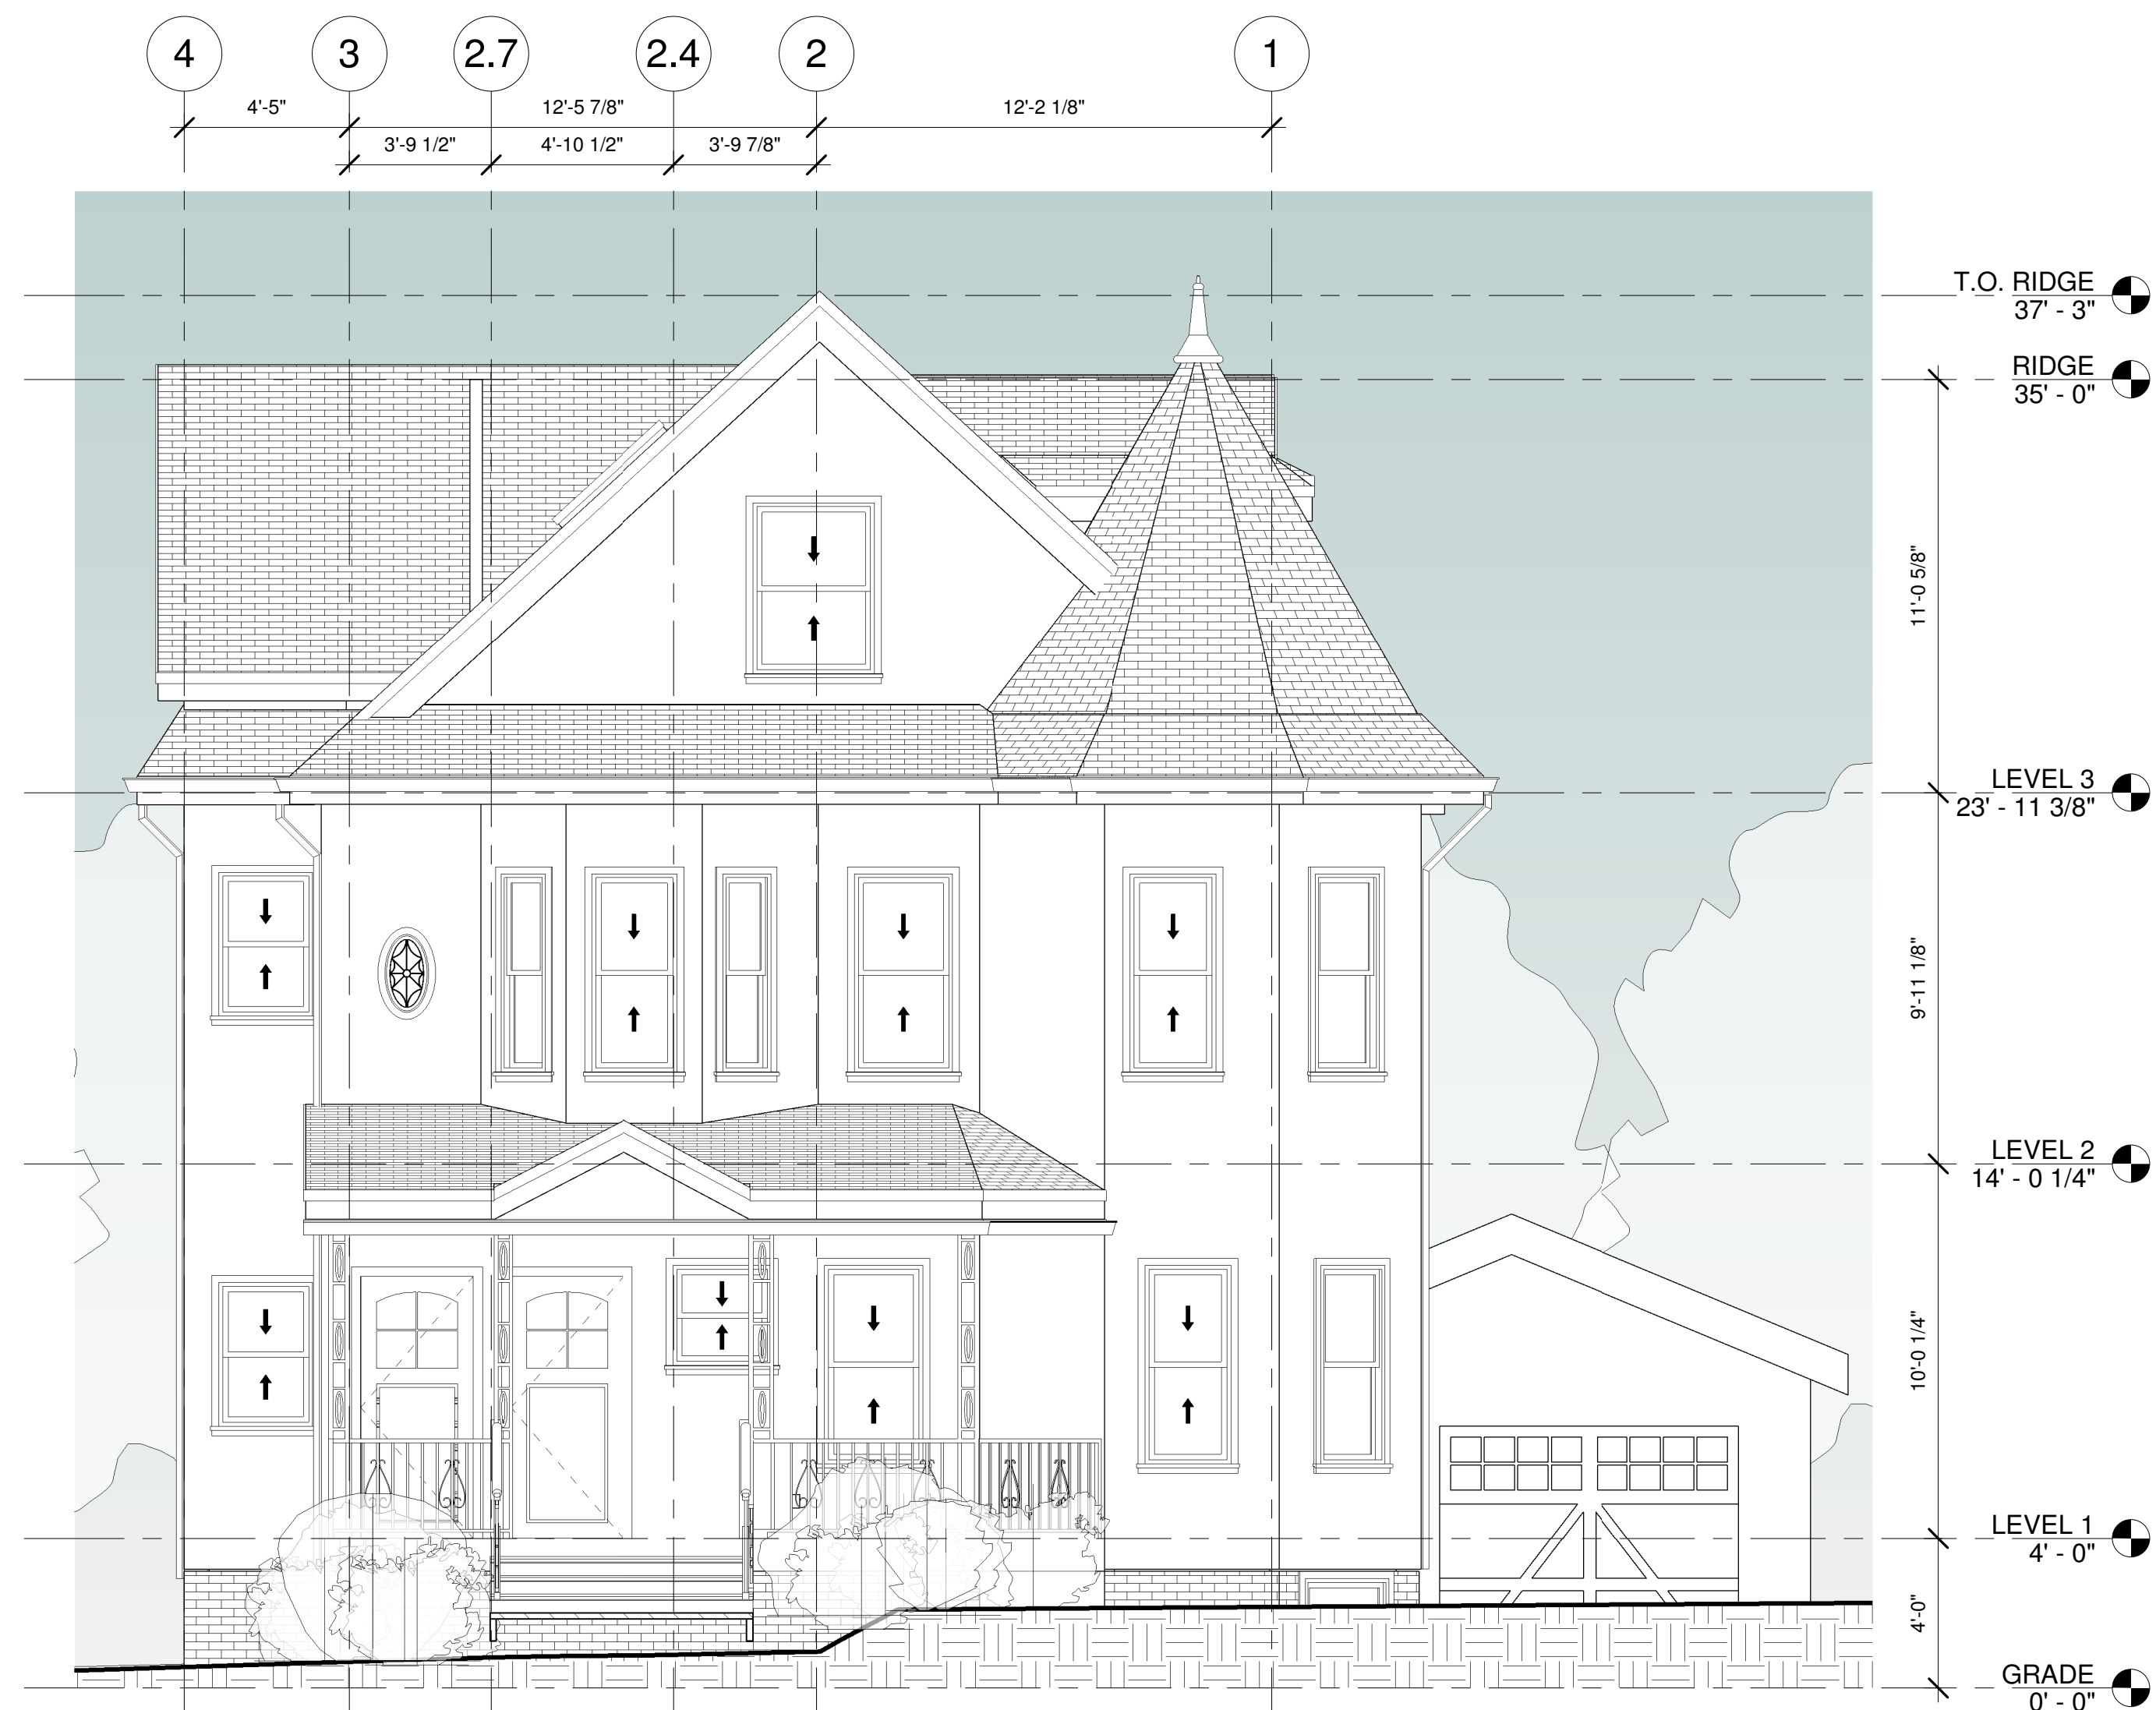 4 3 2.7 2.4 2 1
4'-5" 12'-5 7/8" 12'-2 1/8"
3'-9 1/2" 4'-10 1/2" 3'-9 7/8"
T.O. RIDGE
37' - 3"
RIDGE
35' - 0"
11'-0 5/8"
LEVEL 3
23' - 11 3/8"
9'-11 1/8"
LEVEL 2
14' - 0 1/4"
10'-0 1/4"
LEVEL 1
4' - 0"
4'-0"
GRADE
0' - 0"